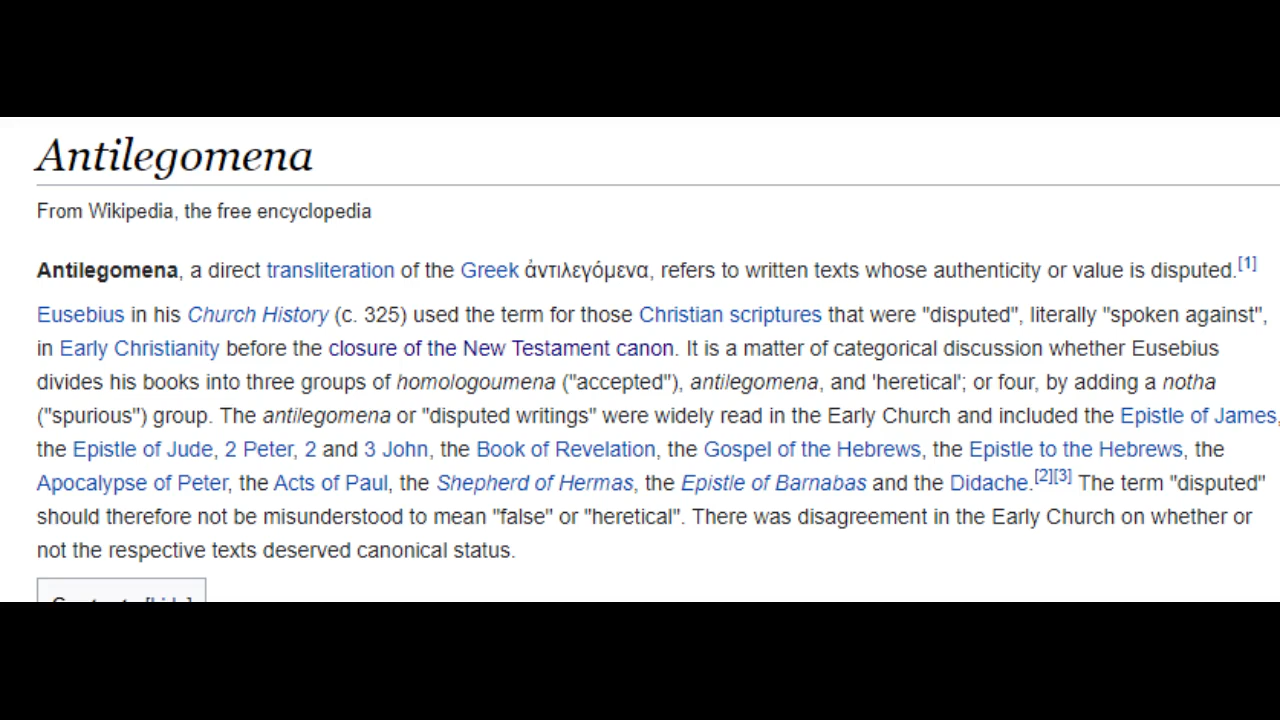 Antilegomena
From Wikipedia, the free encyclopedia
Antilegomena, a direct transliteration of the Greek ἀντιλεγόμενα, refers to written texts whose authenticity or value is disputed.[1]
Eusebius in his Church History (c. 325) used the term for those Christian scriptures that were "disputed", literally "spoken against",
in Early Christianity before the closure of the New Testament canon. It is a matter of categorical discussion whether Eusebius
divides his books into three groups of homologoumena ("accepted"), antilegomena, and 'heretical'; or four, by adding a notha
("spurious") group. The antilegomena or "disputed writings" were widely read in the Early Church and included the Epistle of James,
the Epistle of Jude, 2 Peter, 2 and 3 John, the Book of Revelation, the Gospel of the Hebrews, the Epistle to the Hebrews, the
Apocalypse of Peter, the Acts of Paul, the Shepherd of Hermas, the Epistle of Barnabas and the Didache.[2][3] The term "disputed"
should therefore not be misunderstood to mean "false" or "heretical". There was disagreement in the Early Church on whether or
not the respective texts deserved canonical status.